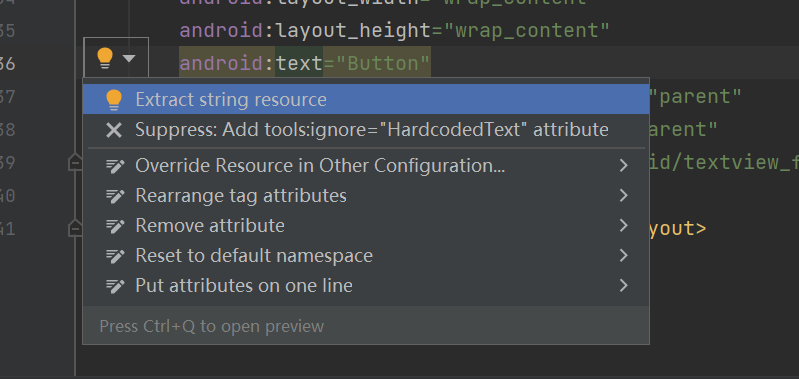 34 android:layout_width="wrap_content"
35 android:layout_height="wrap_content"
36 android:text="Button"
Extract string resource
37 "parent"
Suppress: Add tools:ignore="HardcodedText" attribute
38 arent"
39 Override Resource in Other Configuration... id/textview_f
40 Rearrange tag attributes
41 Remove attribute yout>
Reset to default namespace
Put attributes on one line
Press Ctrl+Q to open preview